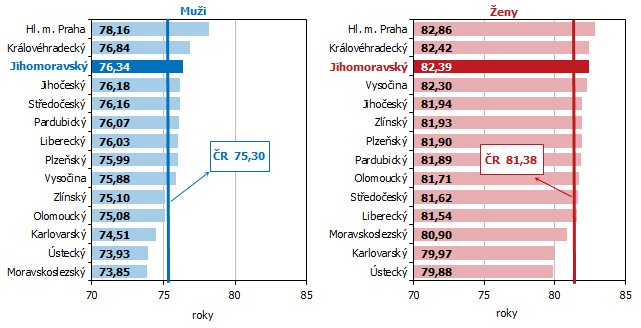 Muži
Hl. m. Praha 78,16
Královéhradecký 76,84
Jihomoravský 76,34
Jihočeský 76,18
Středočeský 76,16
Pardubický 76,07
Liberecký 76,03
Plzeňský 75,99
Vysočina 75,88
Zlínský 75,10
Olomoucký 75,08
Karlovarský 74,51
Ústecký 73,93
Moravskoslezský 73,85
ČR 75,30
70 75 80 85
roky
Ženy
Hl. m. Praha 82,86
Královéhradecký 82,42
Jihomoravský 82,39
Vysočina 82,30
Jihočeský 81,94
Zlínský 81,93
Plzeňský 81,90
Pardubický 81,89
Olomoucký 81,71
Středočeský 81,62
Liberecký 81,54
Moravskoslezský 80,90
Karlovarský 79,97
Ústecký 79,88
ČR 81,38
70 75 80 85
roky